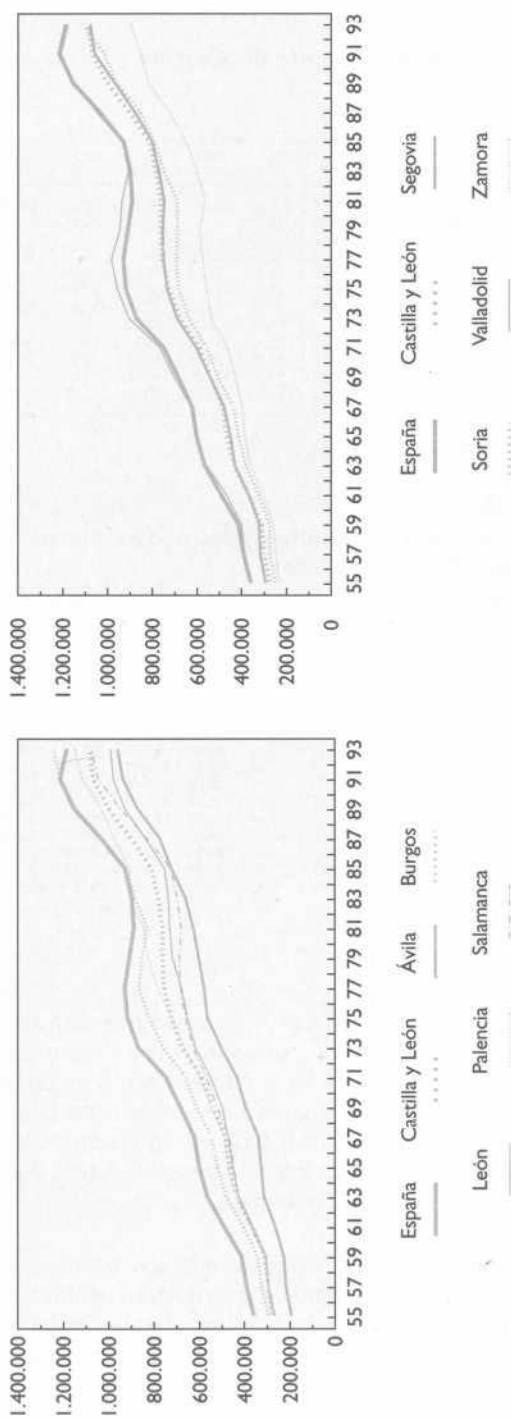 1.400.000
1.200.000
1.000.000
800.000
600.000
400.000
200.000
0
55 57 59 61 63 65 67 69 71 73 75 77 79 81 83 85 87 89 91 93
España Castilla y León Ávila Burgos
León Palencia Salamanca
1.400.000
1.200.000
1.000.000
800.000
600.000
400.000
200.000
0
55 57 59 61 63 65 67 69 71 73 75 77 79 81 83 85 87 89 91 93
España Castilla y León Segovia
Soria Valladolid Zamora